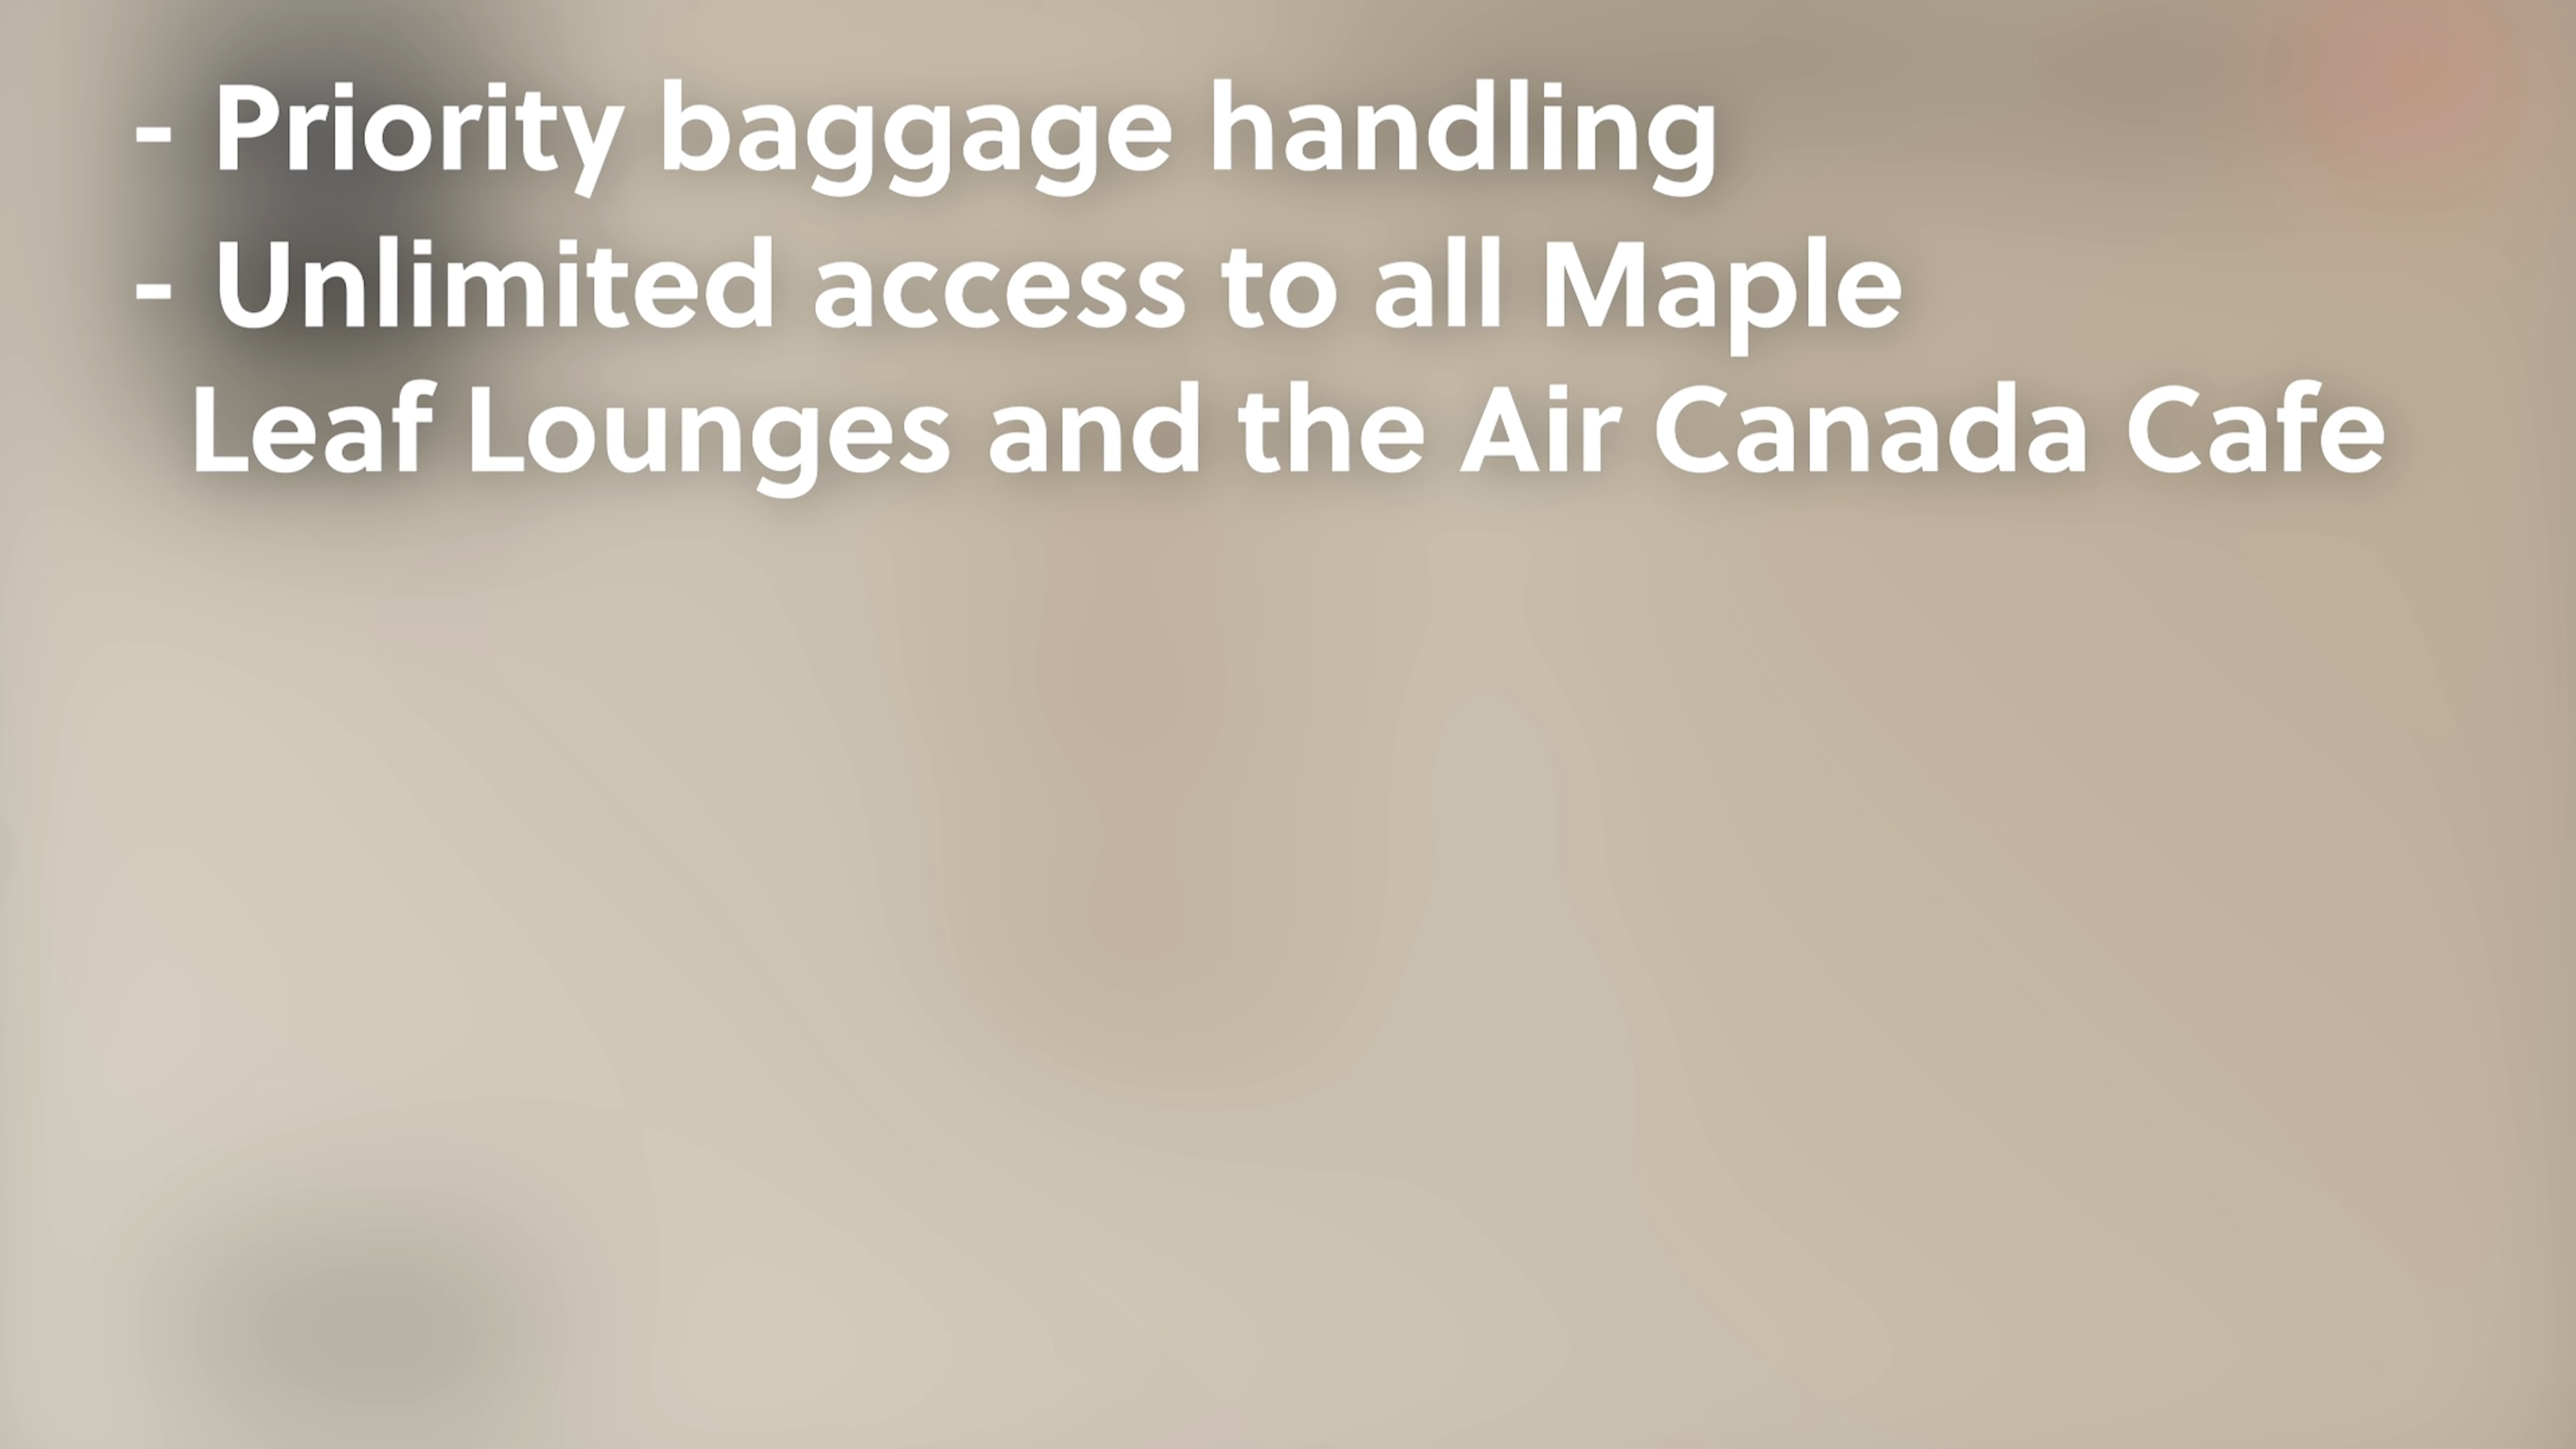 - Priority baggage handling
- Unlimited access to all Maple
Leaf Lounges and the Air Canada Cafe